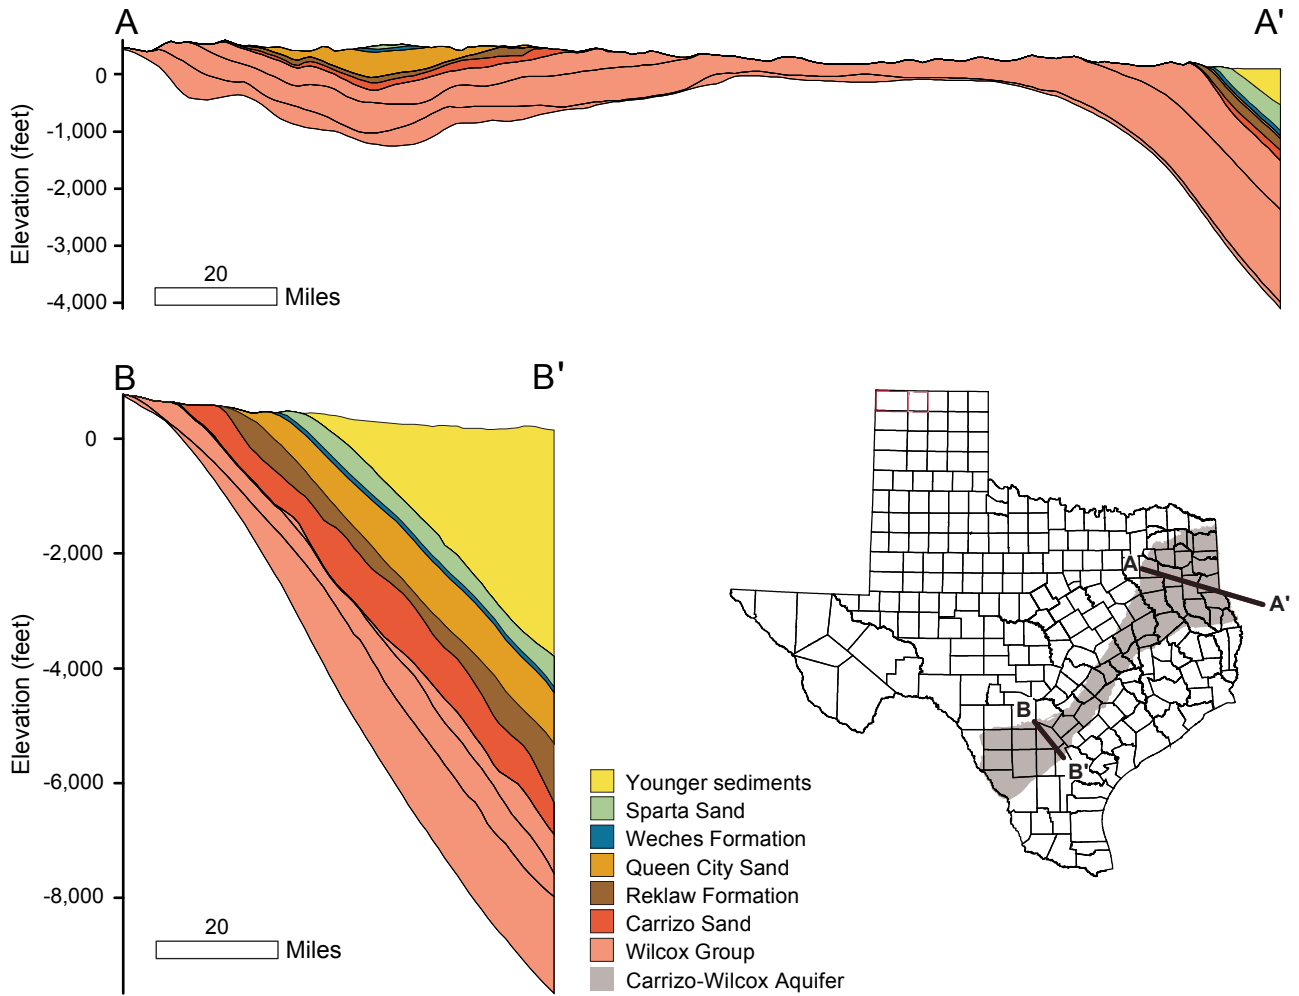 A
A'
Elevation (feet)
0
-1,000
-2,000
-3,000
-4,000
20
Miles
B
B'
Elevation (feet)
0
-2,000
-4,000
-6,000
-8,000
20
Miles
Younger sediments
Sparta Sand
Weches Formation
Queen City Sand
Reklaw Formation
Carrizo Sand
Wilcox Group
Carrizo-Wilcox Aquifer
A
A'
B
B'